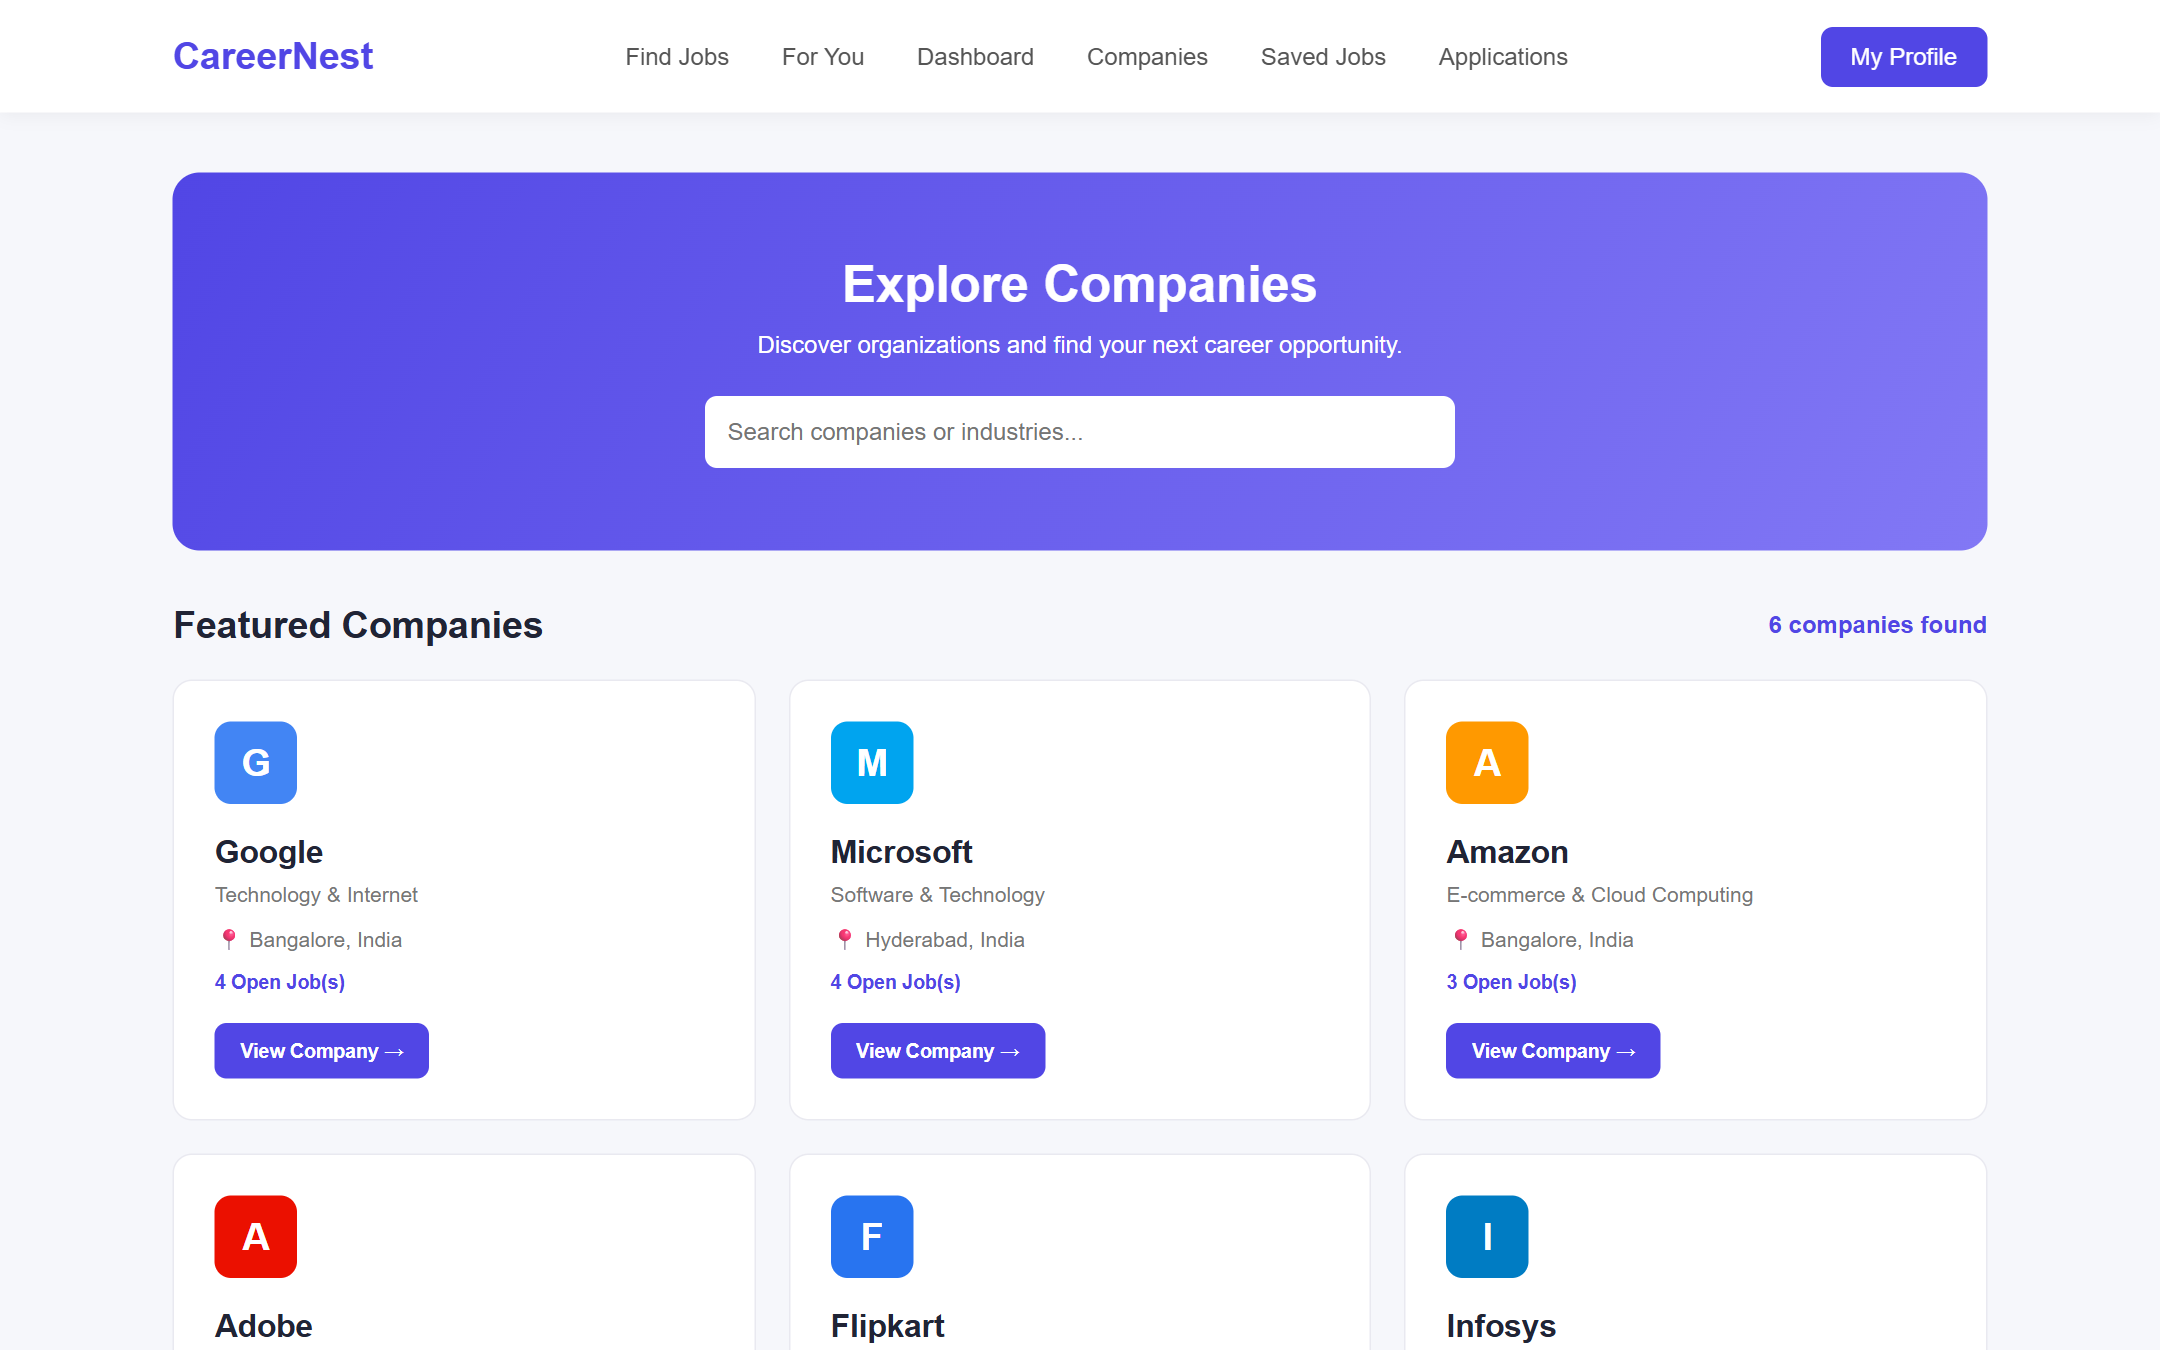 CareerNest
Find Jobs
For You
Dashboard
Companies
Saved Jobs
Applications
My Profile
Explore Companies
Discover organizations and find your next career opportunity.
Search companies or industries...
Featured Companies
6 companies found
G
Google
Technology & Internet
📍 Bangalore, India
4 Open Job(s)
View Company →
M
Microsoft
Software & Technology
📍 Hyderabad, India
4 Open Job(s)
View Company →
A
Amazon
E-commerce & Cloud Computing
📍 Bangalore, India
3 Open Job(s)
View Company →
A
Adobe
F
Flipkart
I
Infosys